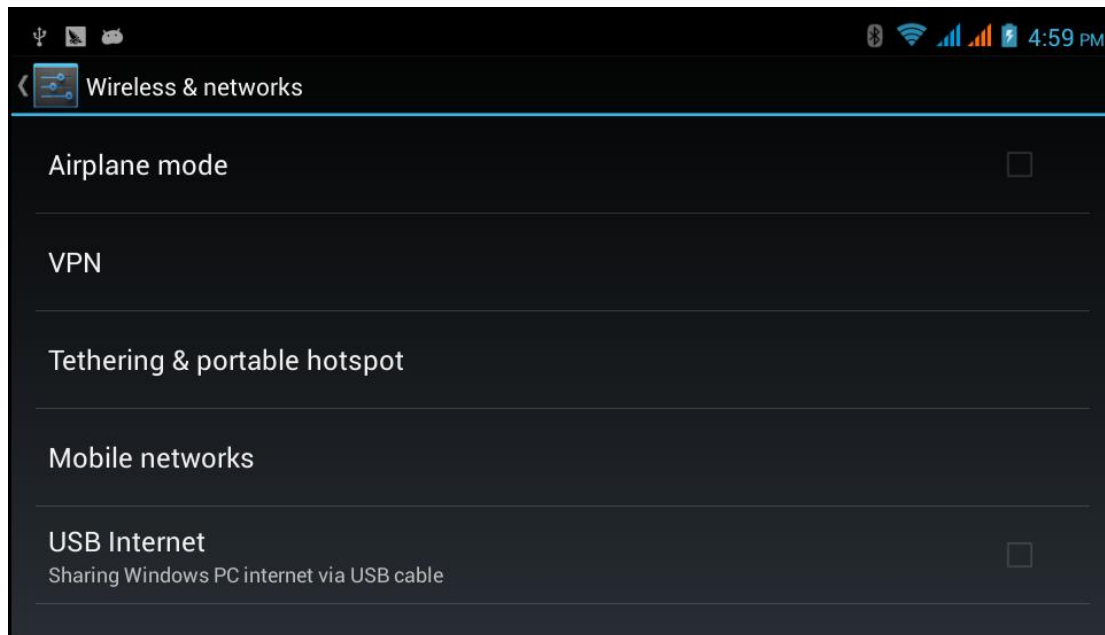 4:59 PM
Wireless & networks
Airplane mode
VPN
Tethering & portable hotspot
Mobile networks
USB Internet
Sharing Windows PC internet via USB cable